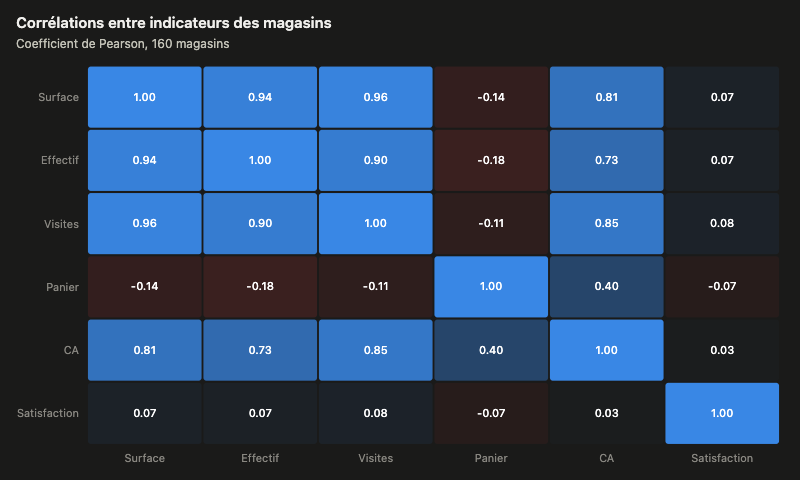 Corrélations entre indicateurs des magasins
Coefficient de Pearson, 160 magasins
Surface 1.00 0.94 0.96 -0.14 0.81 0.07
Effectif 0.94 1.00 0.90 -0.18 0.73 0.07
Visites 0.96 0.90 1.00 -0.11 0.85 0.08
Panier -0.14 -0.18 -0.11 1.00 0.40 -0.07
CA 0.81 0.73 0.85 0.40 1.00 0.03
Satisfaction 0.07 0.07 0.08 -0.07 0.03 1.00
Surface Effectif Visites Panier CA Satisfaction